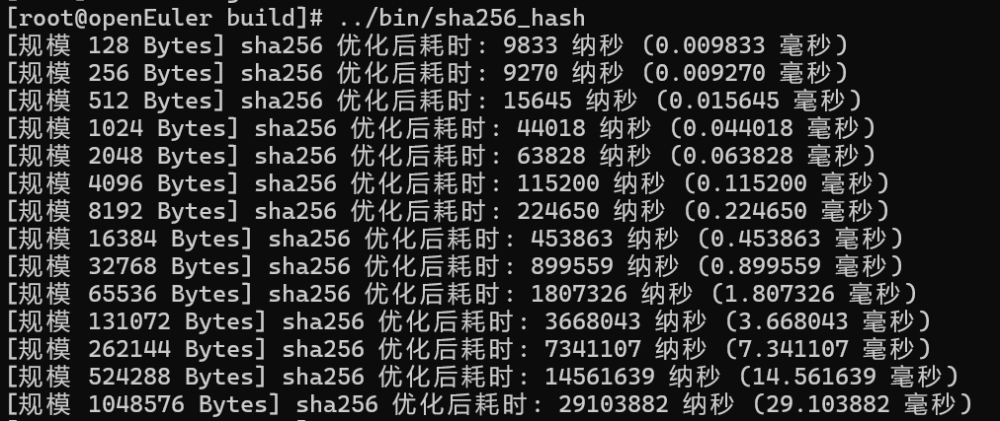 [root@openEuler build]# ../bin/sha256_hash
[规模 128 Bytes] sha256 优化后耗时: 9833 纳秒 (0.009833 毫秒)
[规模 256 Bytes] sha256 优化后耗时: 9270 纳秒 (0.009270 毫秒)
[规模 512 Bytes] sha256 优化后耗时: 15645 纳秒 (0.015645 毫秒)
[规模 1024 Bytes] sha256 优化后耗时: 44018 纳秒 (0.044018 毫秒)
[规模 2048 Bytes] sha256 优化后耗时: 63828 纳秒 (0.063828 毫秒)
[规模 4096 Bytes] sha256 优化后耗时: 115200 纳秒 (0.115200 毫秒)
[规模 8192 Bytes] sha256 优化后耗时: 224650 纳秒 (0.224650 毫秒)
[规模 16384 Bytes] sha256 优化后耗时: 453863 纳秒 (0.453863 毫秒)
[规模 32768 Bytes] sha256 优化后耗时: 899559 纳秒 (0.899559 毫秒)
[规模 65536 Bytes] sha256 优化后耗时: 1807326 纳秒 (1.807326 毫秒)
[规模 131072 Bytes] sha256 优化后耗时: 3668043 纳秒 (3.668043 毫秒)
[规模 262144 Bytes] sha256 优化后耗时: 7341107 纳秒 (7.341107 毫秒)
[规模 524288 Bytes] sha256 优化后耗时: 14561639 纳秒 (14.561639 毫秒)
[规模 1048576 Bytes] sha256 优化后耗时: 29103882 纳秒 (29.103882 毫秒)